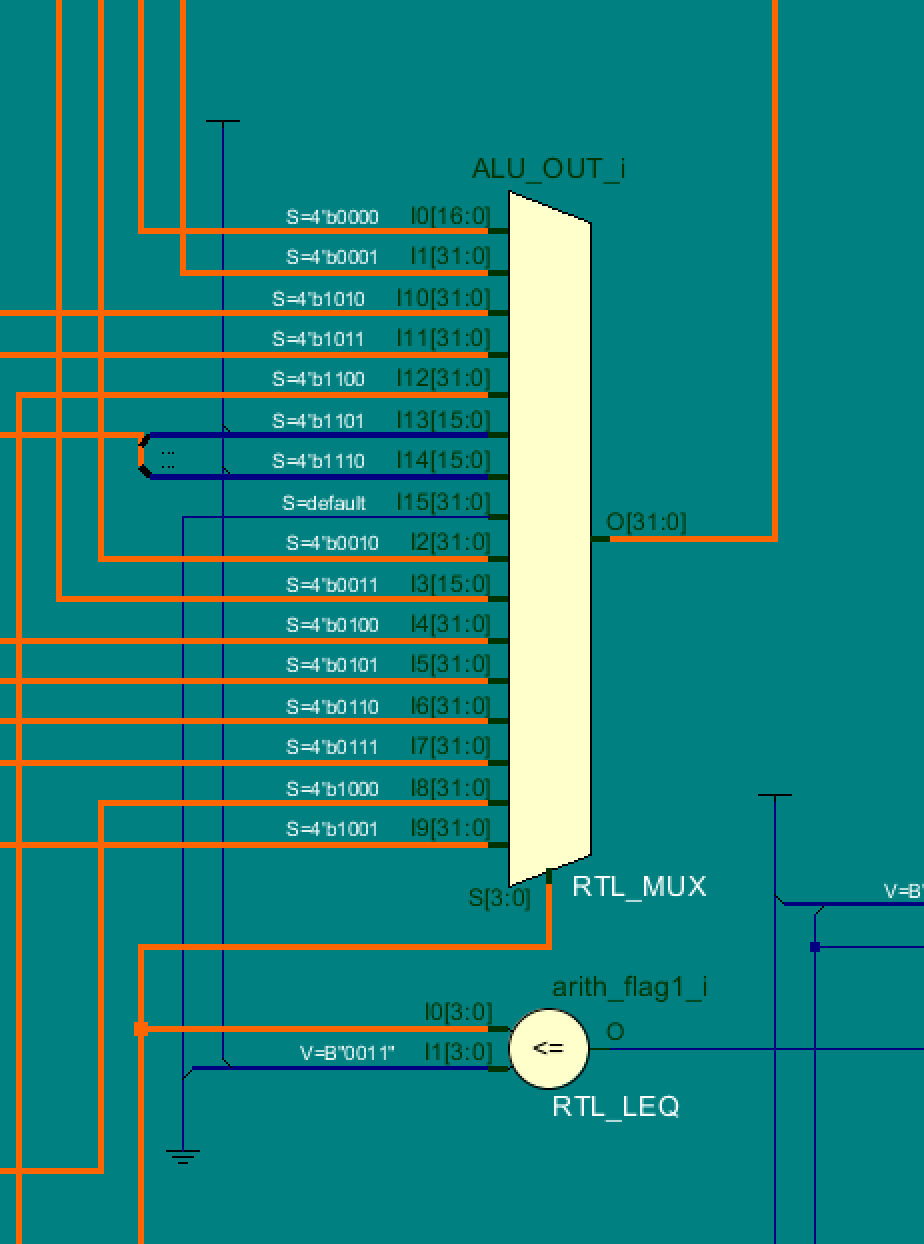 ALU_OUT_i
S=4'b0000 I0[16:0]
S=4'b0001 I1[31:0]
S=4'b1010 I10[31:0]
S=4'b1011 I11[31:0]
S=4'b1100 I12[31:0]
S=4'b1101 I13[15:0]
...
S=4'b1110 I14[15:0]
...
S=default I15[31:0]
O[31:0]
S=4'b0010 I2[31:0]
S=4'b0011 I3[15:0]
S=4'b0100 I4[31:0]
S=4'b0101 I5[31:0]
S=4'b0110 I6[31:0]
S=4'b0111 I7[31:0]
S=4'b1000 I8[31:0]
S=4'b1001 I9[31:0]
S[3:0] RTL_MUX
V=B"
arith_flag1_i
I0[3:0]
O
V=B"0011" I1[3:0]
<=
RTL_LEQ